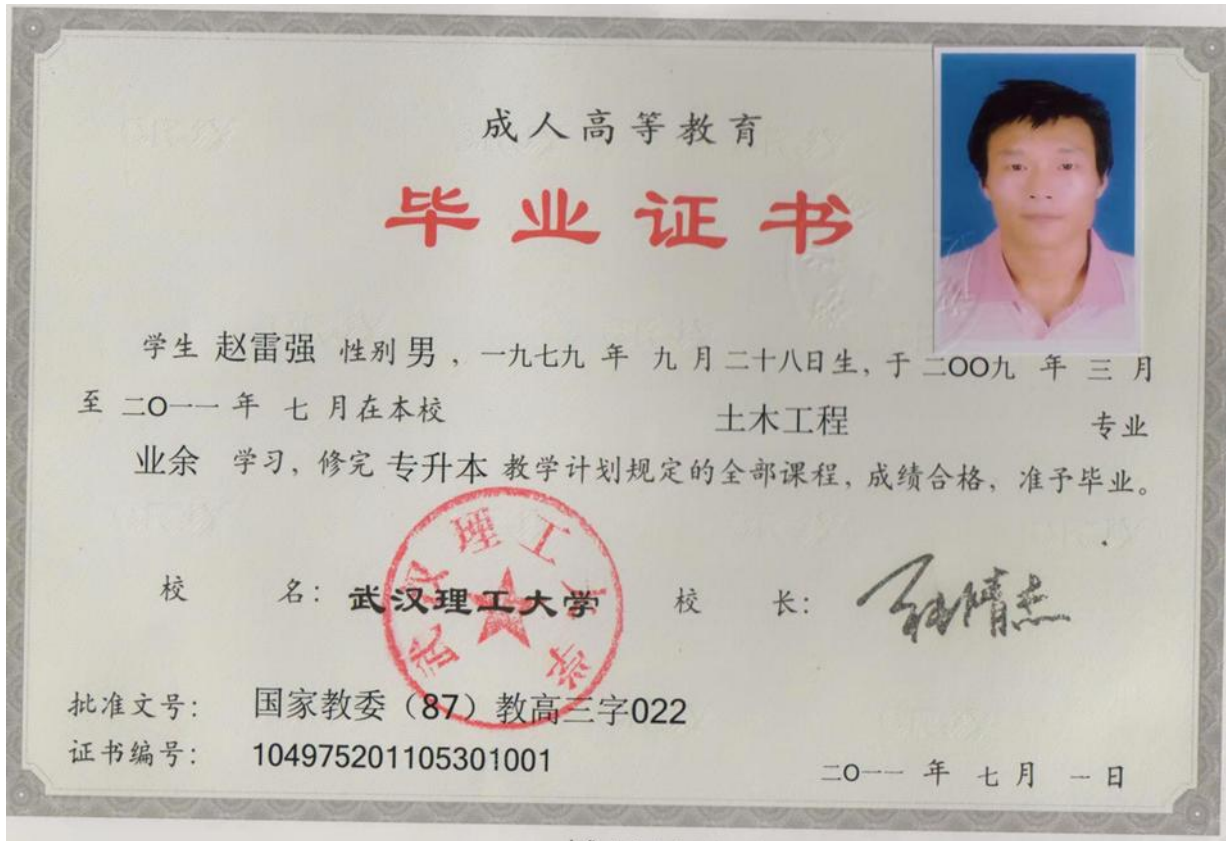 成人高等教育
毕业证书
学生 赵雷强 性别 男 ，一九七九 年 九 月 二十八日生，于 二OO九 年 三 月
至 二O一一 年 七 月在本校 土木工程 专业
业余 学习，修完 专升本 教学计划规定的全部课程，成绩合格，准予毕业。
武汉理工大学
校 名：武汉理工大学 校 长：
批准文号： 国家教委（87）教高三字022
证书编号： 104975201105301001
二O一一 年 七 月 一 日